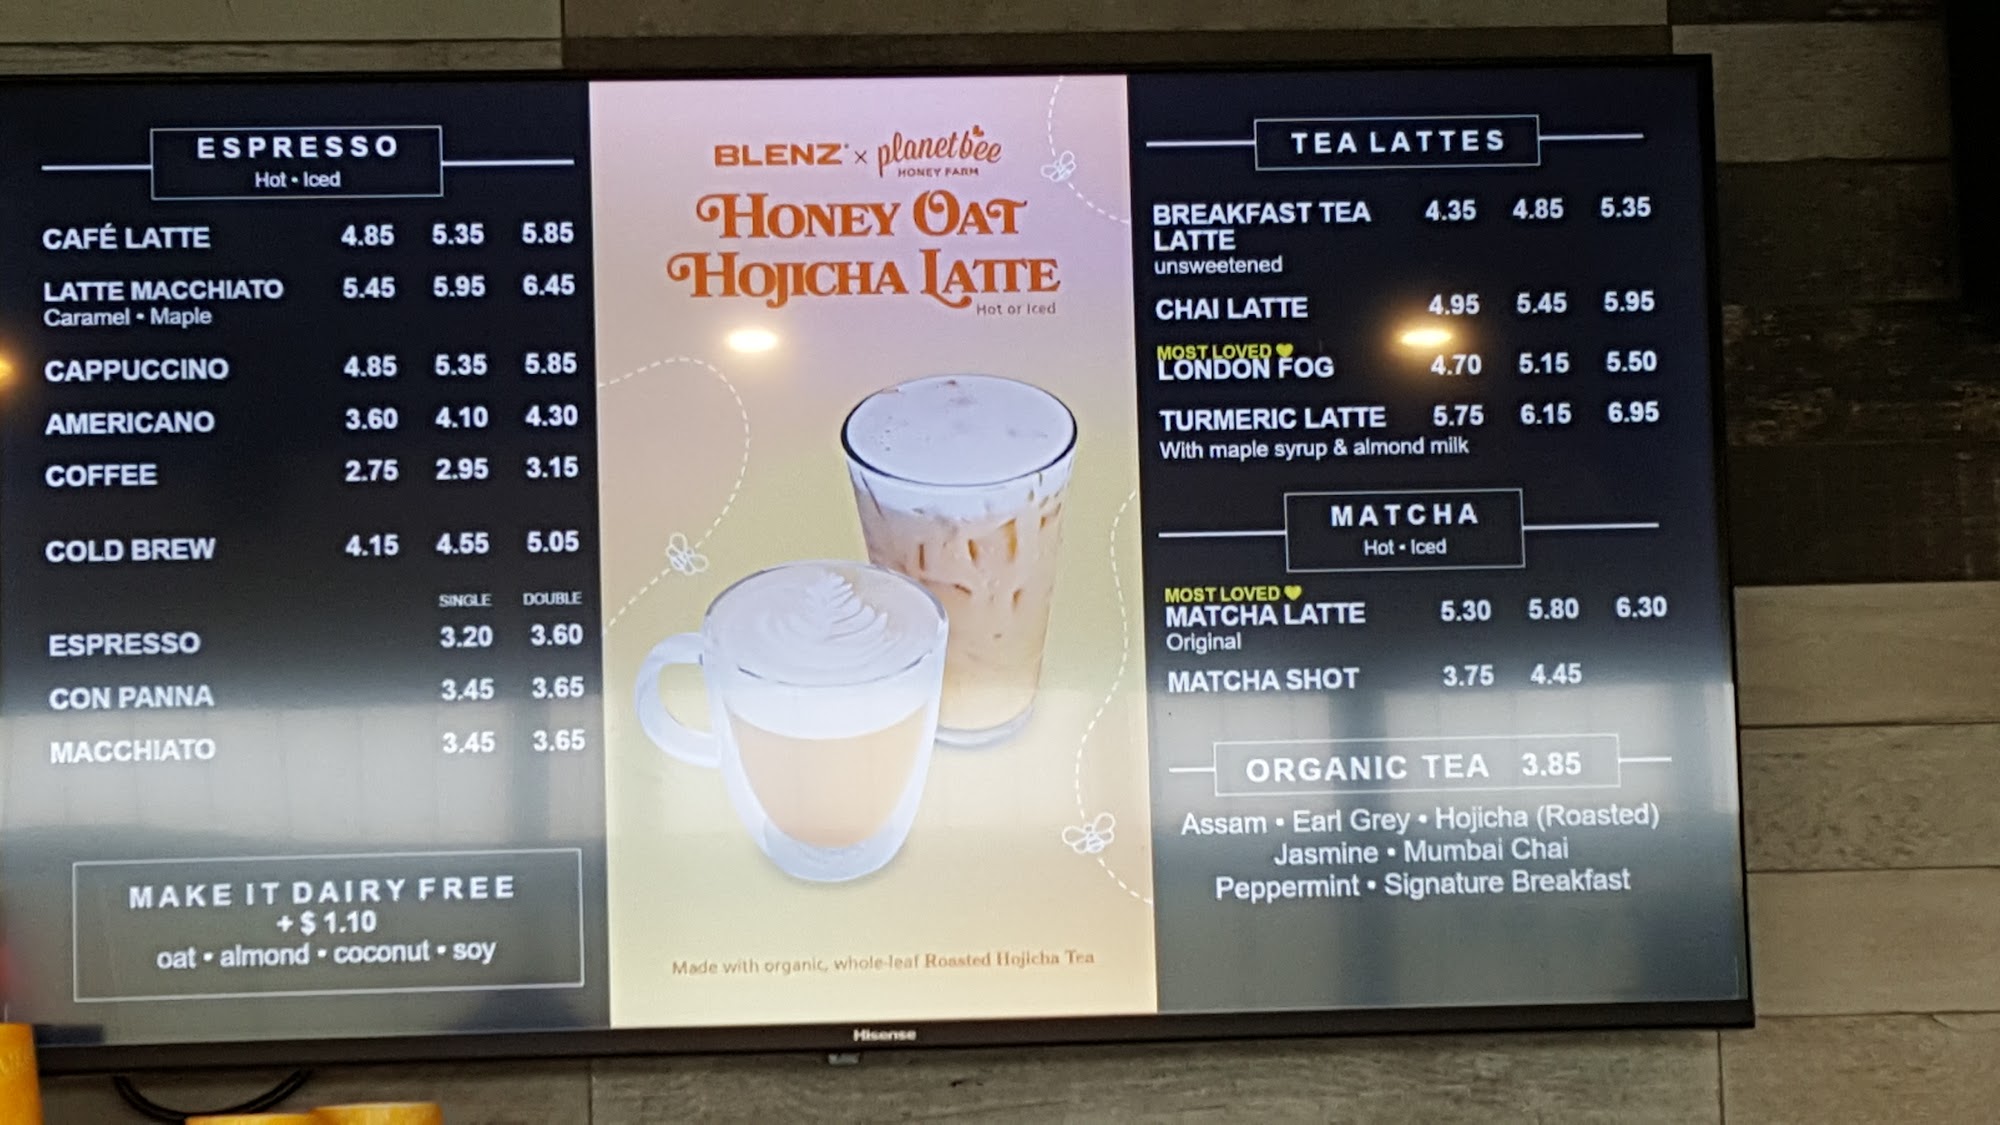 ESPRESSO
Hot • Iced
CAFÉ LATTE 4.85 5.35 5.85
LATTE MACCHIATO 5.45 5.95 6.45
Caramel • Maple
CAPPUCCINO 4.85 5.35 5.85
AMERICANO 3.60 4.10 4.30
COFFEE 2.75 2.95 3.15
COLD BREW 4.15 4.55 5.05
SINGLE DOUBLE
ESPRESSO 3.20 3.60
CON PANNA 3.45 3.65
MACCHIATO 3.45 3.65
MAKE IT DAIRY FREE
+ $ 1.10
oat • almond • coconut • soy
BLENZ x planet bee
HONEY FARM
HONEY OAT
HOJICHA LATTE
Hot or Iced
Made with organic, whole-leaf Roasted Hojicha Tea
TEA LATTES
BREAKFAST TEA 4.35 4.85 5.35
LATTE
unsweetened
CHAI LATTE 4.95 5.45 5.95
MOST LOVED
LONDON FOG 4.70 5.15 5.50
TURMERIC LATTE 5.75 6.15 6.95
With maple syrup & almond milk
MATCHA
Hot • Iced
MOST LOVED
MATCHA LATTE 5.30 5.80 6.30
Original
MATCHA SHOT 3.75 4.45
ORGANIC TEA 3.85
Assam • Earl Grey • Hojicha (Roasted)
Jasmine • Mumbai Chai
Peppermint • Signature Breakfast
Hisense